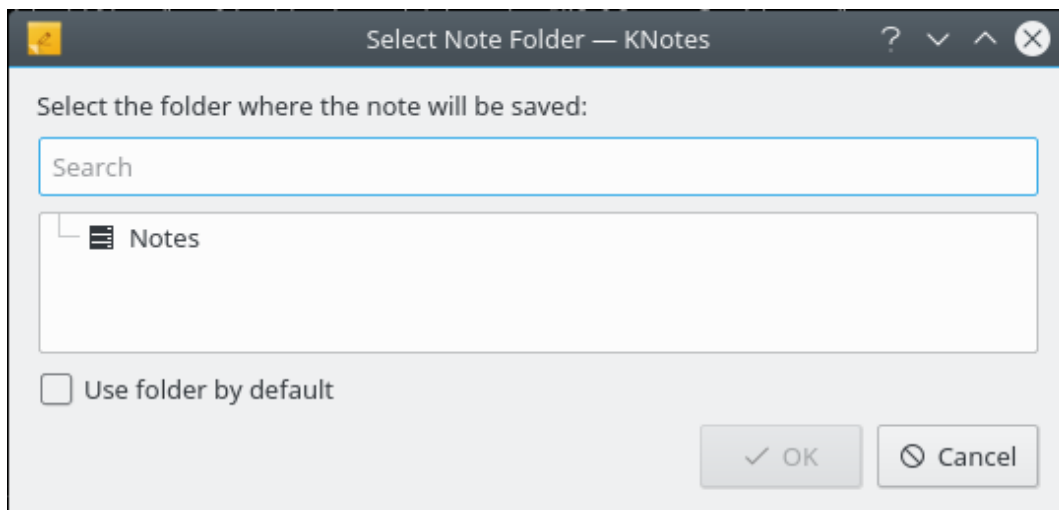 Select Note Folder — KNotes
Select the folder where the note will be saved:
Search
Notes
Use folder by default
OK
Cancel